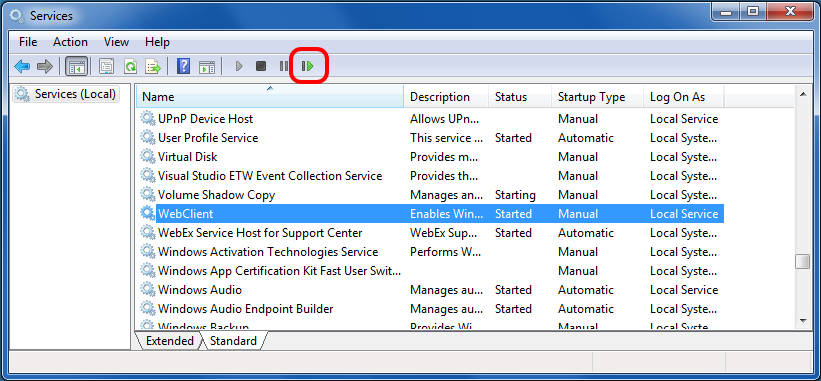 Services
File Action View Help
Services (Local)
Name Description Status Startup Type Log On As
UPnP Device Host Allows UPn... Manual Local Service
User Profile Service This service ... Started Automatic Local Syste...
Virtual Disk Provides m... Manual Local Syste...
Visual Studio ETW Event Collection Service Provides th... Manual Local Syste...
Volume Shadow Copy Manages an... Starting Manual Local Syste...
WebClient Enables Win... Started Manual Local Service
WebEx Service Host for Support Center WebEx Sup... Started Automatic Local Syste...
Windows Activation Technologies Service Performs W... Manual Local Syste...
Windows App Certification Kit Fast User Swit... Manual Local Syste...
Windows Audio Manages au... Started Automatic Local Service
Windows Audio Endpoint Builder Manages au... Started Automatic Local Syste...
Windows Backup Provides Wi... Manual Local Syste...
Extended Standard